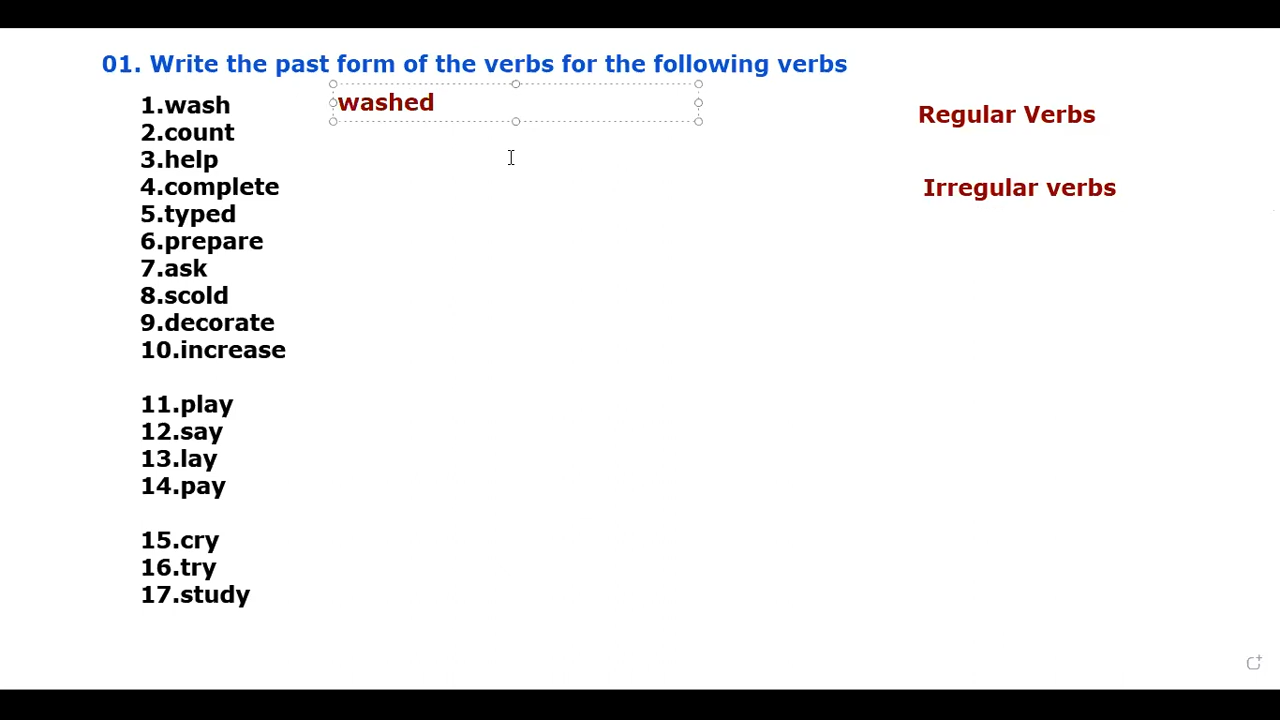 01. Write the past form of the verbs for the following verbs
1.wash
washed
2.count
3.help
4.complete
5.typed
6.prepare
7.ask
8.scold
9.decorate
10.increase
11.play
12.say
13.lay
14.pay
15.cry
16.try
17.study
Regular Verbs
Irregular verbs